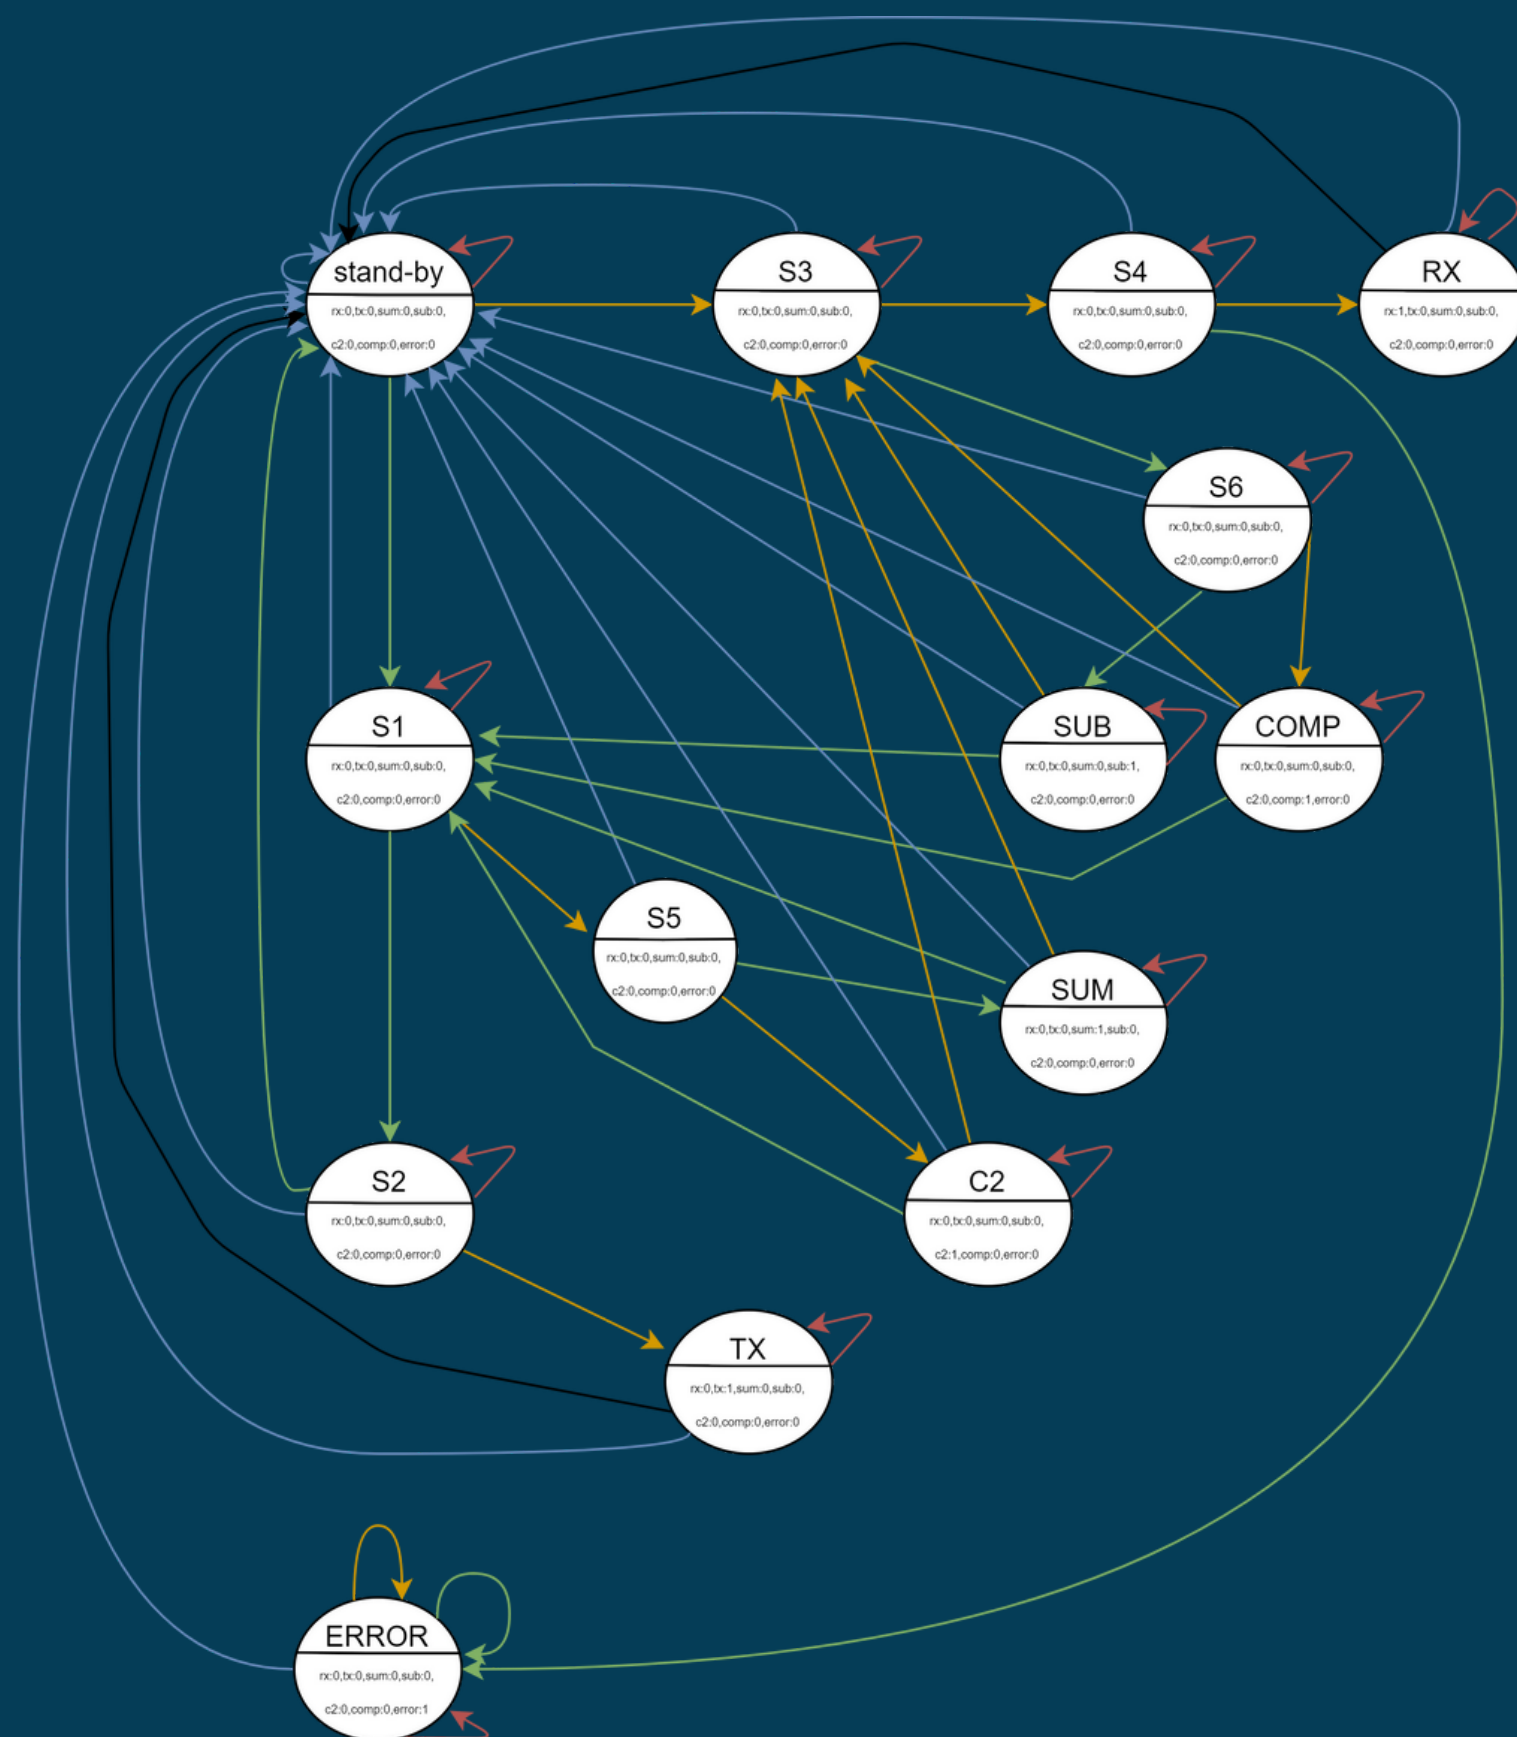 stand-by
rx:0,tx:0,sum:0,sub:0,
c2:0,comp:0,error:0
S3
rx:0,tx:0,sum:0,sub:0,
c2:0,comp:0,error:0
S4
rx:0,tx:0,sum:0,sub:0,
c2:0,comp:0,error:0
RX
rx:1,tx:0,sum:0,sub:0,
c2:0,comp:0,error:0
S6
rx:0,tx:0,sum:0,sub:0,
c2:0,comp:0,error:0
S1
rx:0,tx:0,sum:0,sub:0,
c2:0,comp:0,error:0
SUB
rx:0,tx:0,sum:0,sub:1,
c2:0,comp:0,error:0
COMP
rx:0,tx:0,sum:0,sub:0,
c2:0,comp:1,error:0
S5
rx:0,tx:0,sum:0,sub:0,
c2:0,comp:0,error:0
SUM
rx:0,tx:0,sum:1,sub:0,
c2:0,comp:0,error:0
S2
rx:0,tx:0,sum:0,sub:0,
c2:0,comp:0,error:0
C2
rx:0,tx:0,sum:0,sub:0,
c2:1,comp:0,error:0
TX
rx:0,tx:1,sum:0,sub:0,
c2:0,comp:0,error:0
ERROR
rx:0,tx:0,sum:0,sub:0,
c2:0,comp:0,error:1